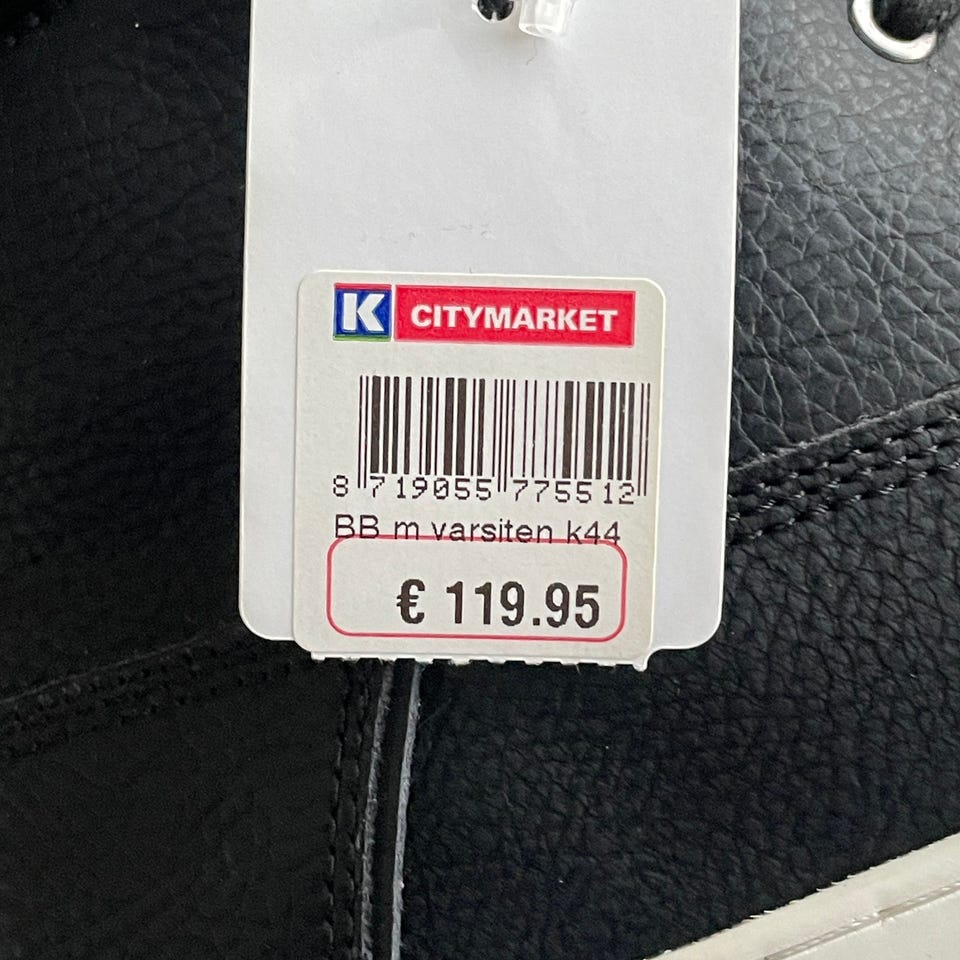 K CITYMARKET
8 719055 775512
BB m varsiten k44
€ 119.95